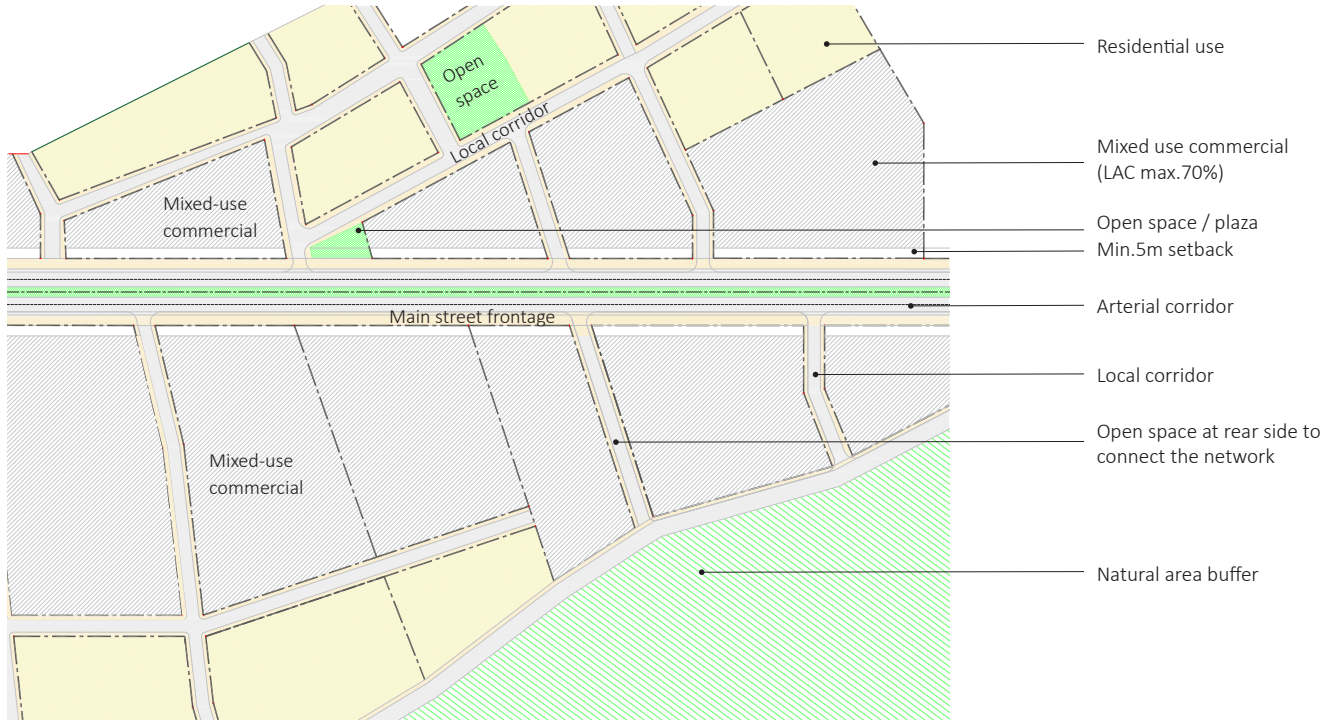 Open
space
Local corridor
Mixed-use
commercial
Main street frontage
Mixed-use
commercial
Residential use
Mixed use commercial
(LAC max.70%)
Open space / plaza
Min.5m setback
Arterial corridor
Local corridor
Open space at rear side to
connect the network
Natural area buffer